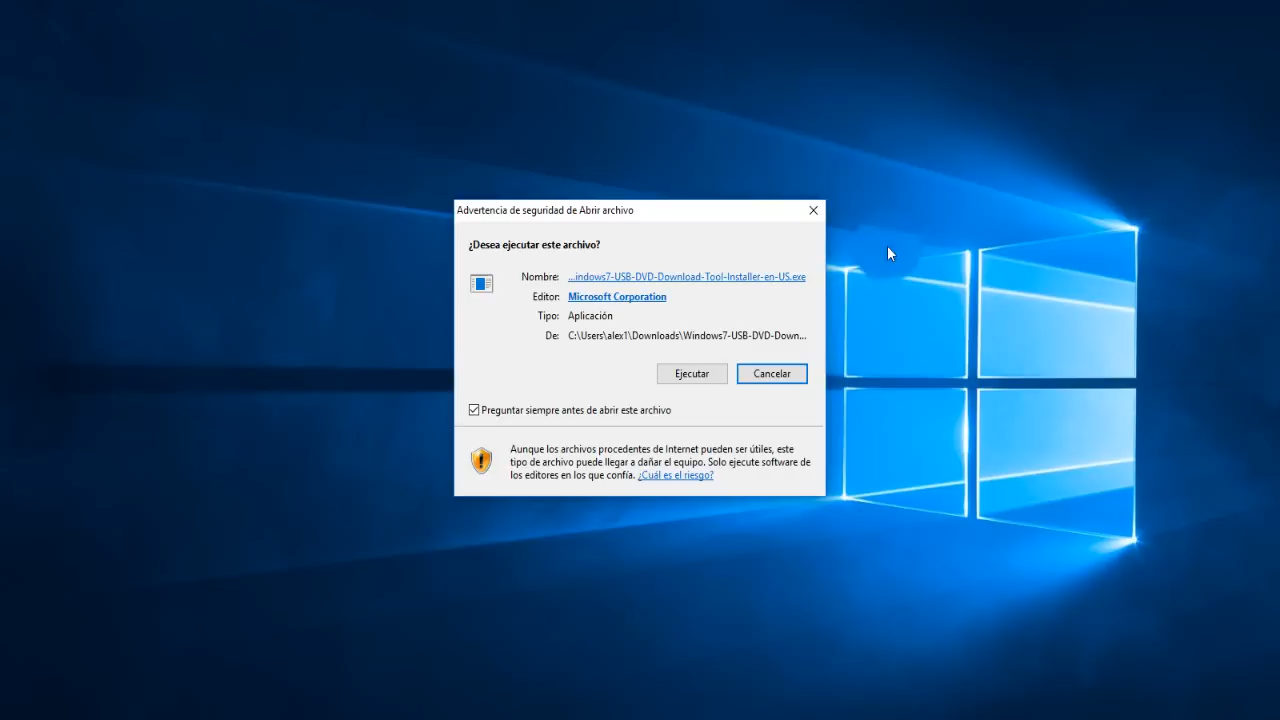 Advertencia de seguridad de Abrir archivo
¿Desea ejecutar este archivo?
Nombre: ...indows7-USB-DVD-Download-Tool-Installer-en-US.exe
Editor: Microsoft Corporation
Tipo: Aplicación
De: C:\Users\alex1\Downloads\Windows7-USB-DVD-Down...
Ejecutar Cancelar
Preguntar siempre antes de abrir este archivo
Aunque los archivos procedentes de Internet pueden ser útiles, este
tipo de archivo puede llegar a dañar el equipo. Solo ejecute software de
los editores en los que confía. ¿Cuál es el riesgo?